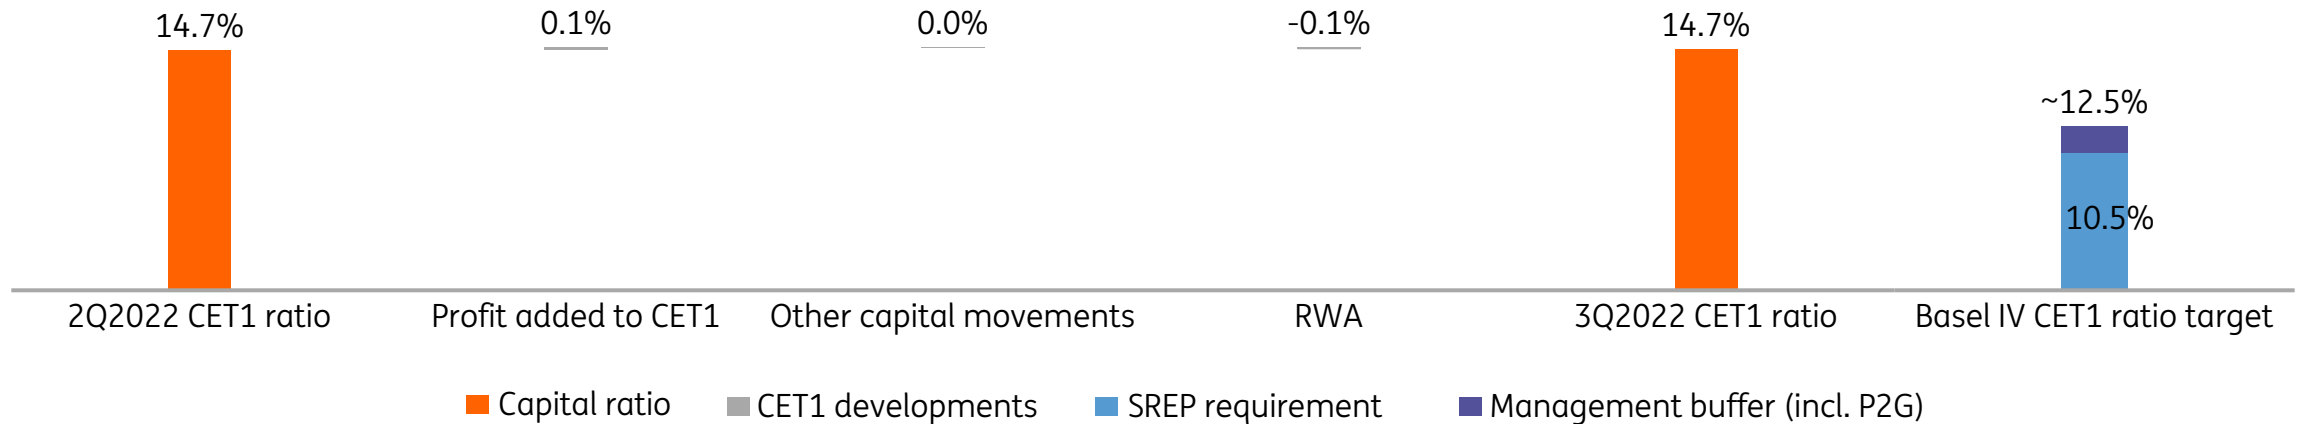 14.7%
0.1%
0.0%
-0.1%
14.7%
~12.5%
10.5%
2Q2022 CET1 ratio
Profit added to CET1
Other capital movements
RWA
3Q2022 CET1 ratio
Basel IV CET1 ratio target
Capital ratio
CET1 developments
SREP requirement
Management buffer (incl. P2G)